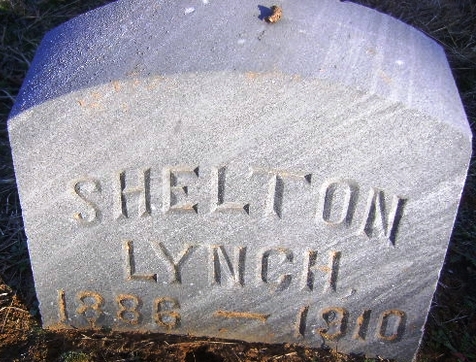 SHELTON
LYNCH.
1886 — 1910